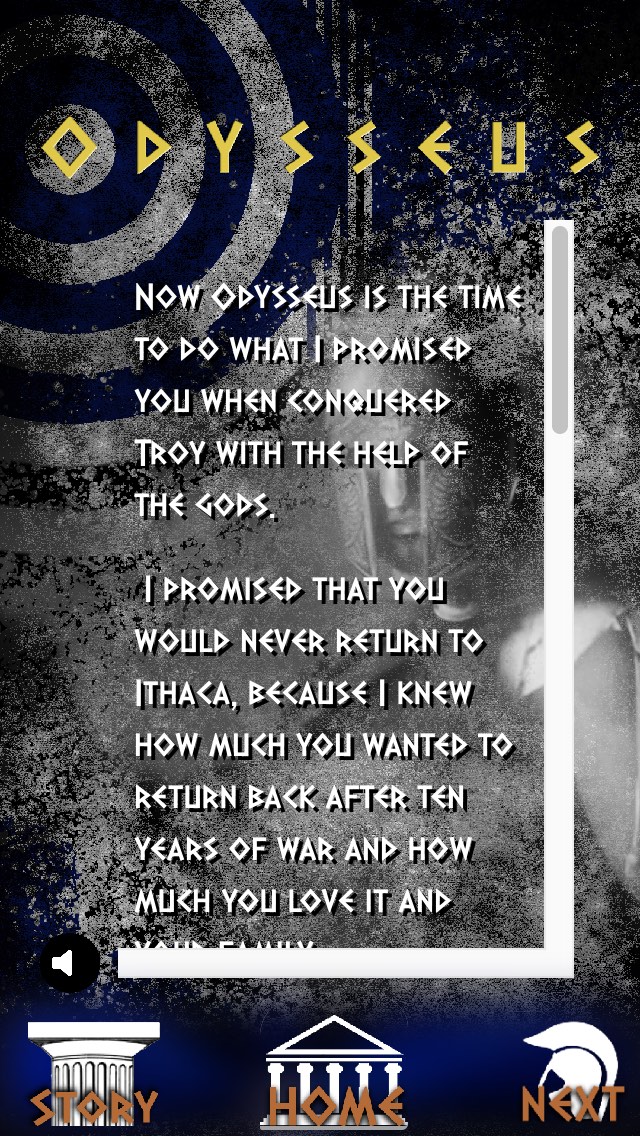 ODYSSEUS
Now Odysseus is the time
to do what I promised
you when conquered
Troy with the help of
the gods.
I promised that you
would never return to
Ithaca, because I knew
how much you wanted to
return back after ten
years of war and how
much you love it and
your family
STORY
HOME
NEXT